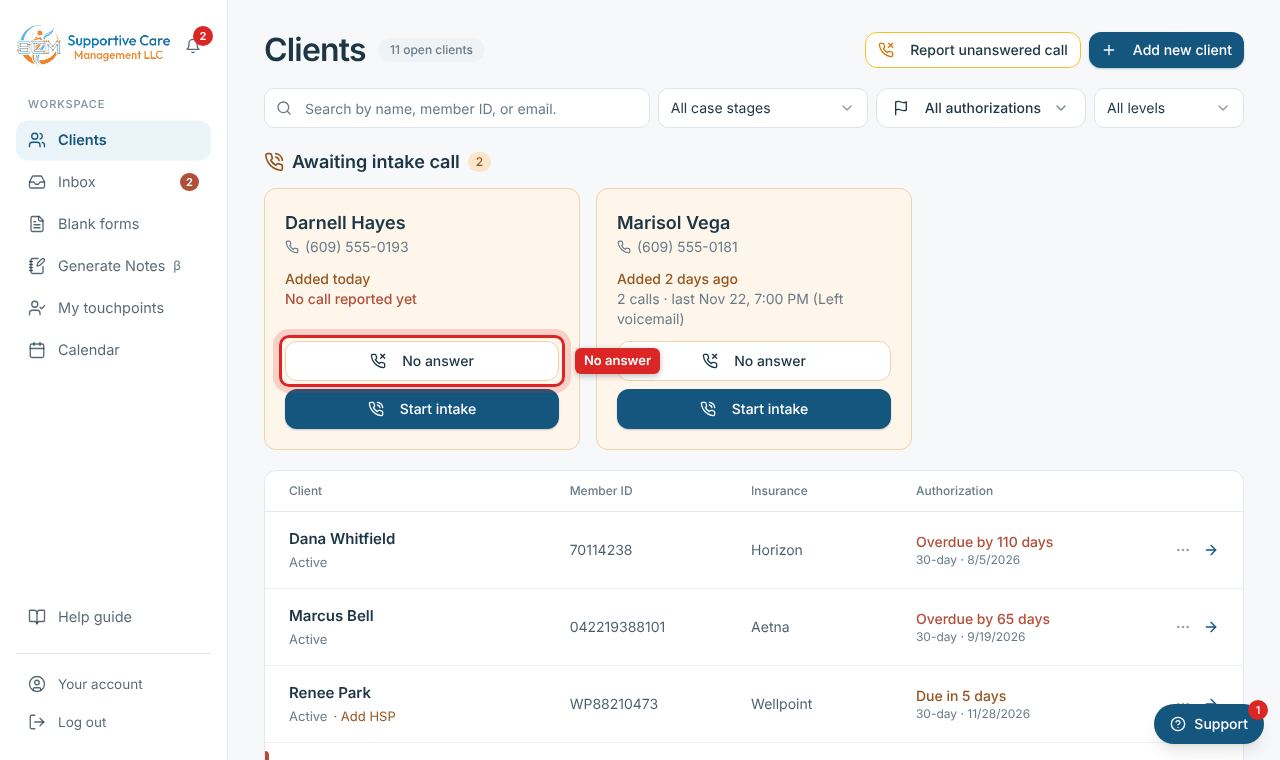 Supportive Care
Management LLC
2
WORKSPACE
Clients
Inbox 2
Blank forms
Generate Notes β
My touchpoints
Calendar
Help guide
Your account
Log out
Clients 11 open clients
Report unanswered call
Add new client
Search by name, member ID, or email.
All case stages
All authorizations
All levels
Awaiting intake call 2
Darnell Hayes
(609) 555-0193
Added today
No call reported yet
No answer
Start intake
No answer
Marisol Vega
(609) 555-0181
Added 2 days ago
2 calls · last Nov 22, 7:00 PM (Left
voicemail)
No answer
Start intake
Client Member ID Insurance Authorization
Dana Whitfield 70114238 Horizon Overdue by 110 days
Active 30-day · 8/5/2026
Marcus Bell 042219388101 Aetna Overdue by 65 days
Active 30-day · 9/19/2026
Renee Park WP88210473 Wellpoint Due in 5 days
Active · Add HSP 30-day · 11/28/2026
Support 1